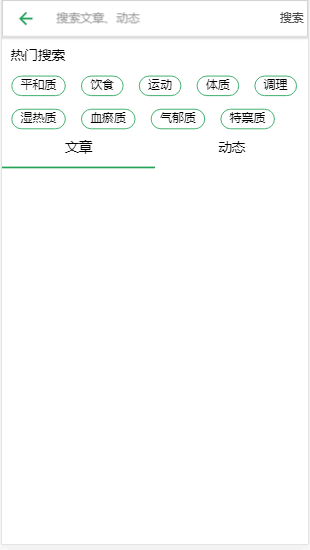 搜索文章、动态 搜索
热门搜索
平和质 饮食 运动 体质 调理
湿热质 血瘀质 气郁质 特禀质
文章 动态